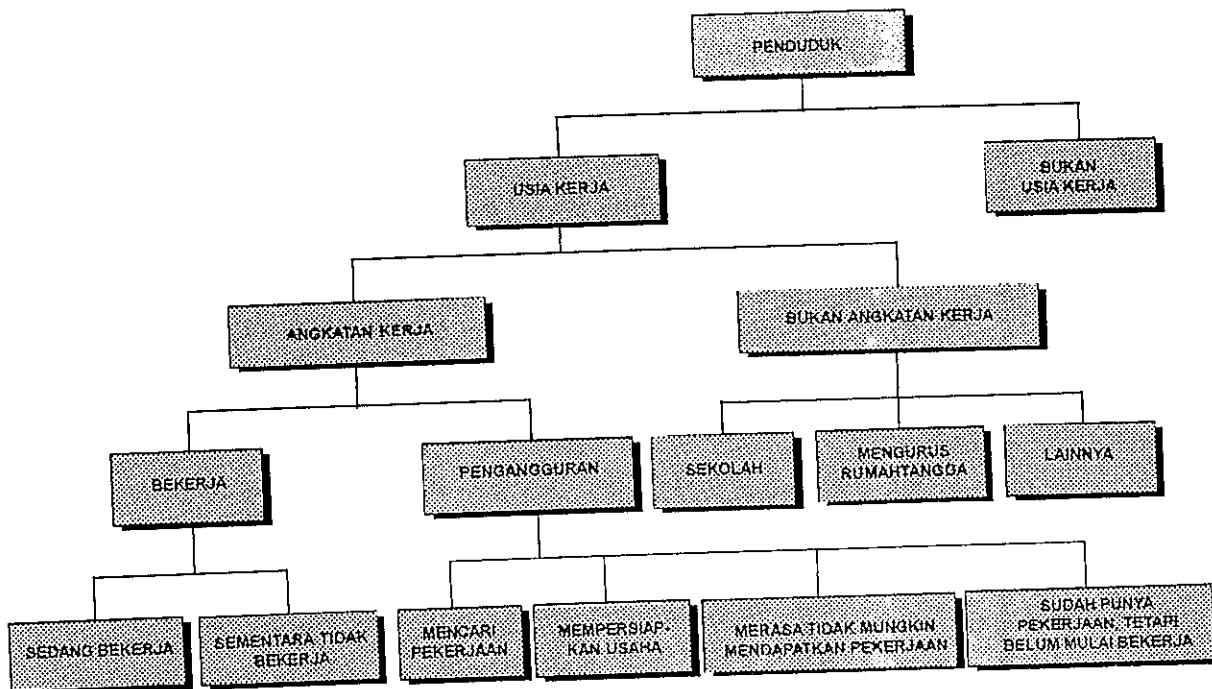 PENDUDUK
USIA KERJA
BUKAN
USIA KERJA
ANGKATAN KERJA
BUKAN ANGKATAN KERJA
BEKERJA
PENGANGGURAN
SEKOLAH
MENGURUS
RUMAHTANGGA
LAINNYA
SEDANG BEKERJA
SEMENTARA TIDAK
BEKERJA
MENCARI
PEKERJAAN
MEMPERSIAP-
KAN USAHA
MERASA TIDAK MUNGKIN
MENDAPATKAN PEKERJAAN
SUDAH PUNYA
PEKERJAAN, TETAPI
BELUM MULAI BEKERJA